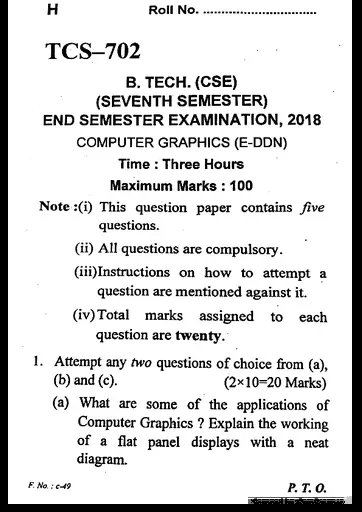 H Roll No. ................................
TCS–702
B. TECH. (CSE)
(SEVENTH SEMESTER)
END SEMESTER EXAMINATION, 2018
COMPUTER GRAPHICS (E-DDN)
Time : Three Hours
Maximum Marks : 100
Note :(i) This question paper contains five
questions.
(ii) All questions are compulsory.
(iii)Instructions on how to attempt a
question are mentioned against it.
(iv)Total marks assigned to each
question are twenty.
1. Attempt any two questions of choice from (a),
(b) and (c). (2×10=20 Marks)
(a) What are some of the applications of
Computer Graphics ? Explain the working
of a flat panel displays with a neat
diagram.
F. No. : c-49 P. T. O.